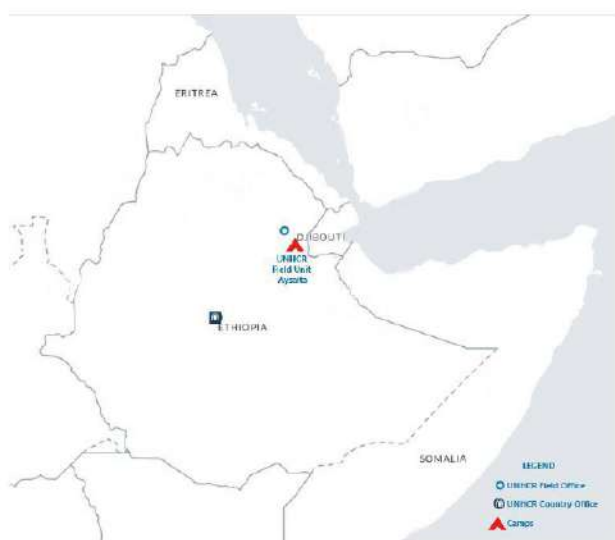 ERITREA
DJIBOUTI
UNHCR
Field Unit
Aysaita
ETHIOPIA
SOMALIA
LEGEND
UNHCR Field Office
UNHCR Country Office
Camps